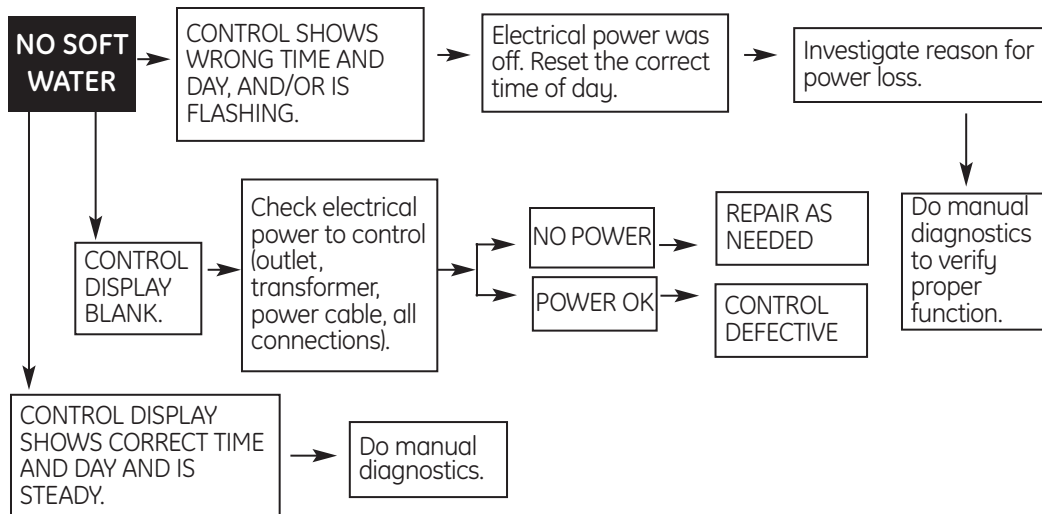 NO SOFT
WATER
CONTROL SHOWS
WRONG TIME AND
DAY, AND/OR IS
FLASHING.
Electrical power was
off. Reset the correct
time of day.
Investigate reason for
power loss.
Do manual
diagnostics
to verify
proper
function.
CONTROL
DISPLAY
BLANK.
Check electrical
power to control
(outlet,
transformer,
power cable, all
connections).
NO POWER
REPAIR AS
NEEDED
POWER OK
CONTROL
DEFECTIVE
CONTROL DISPLAY
SHOWS CORRECT TIME
AND DAY AND IS
STEADY.
Do manual
diagnostics.